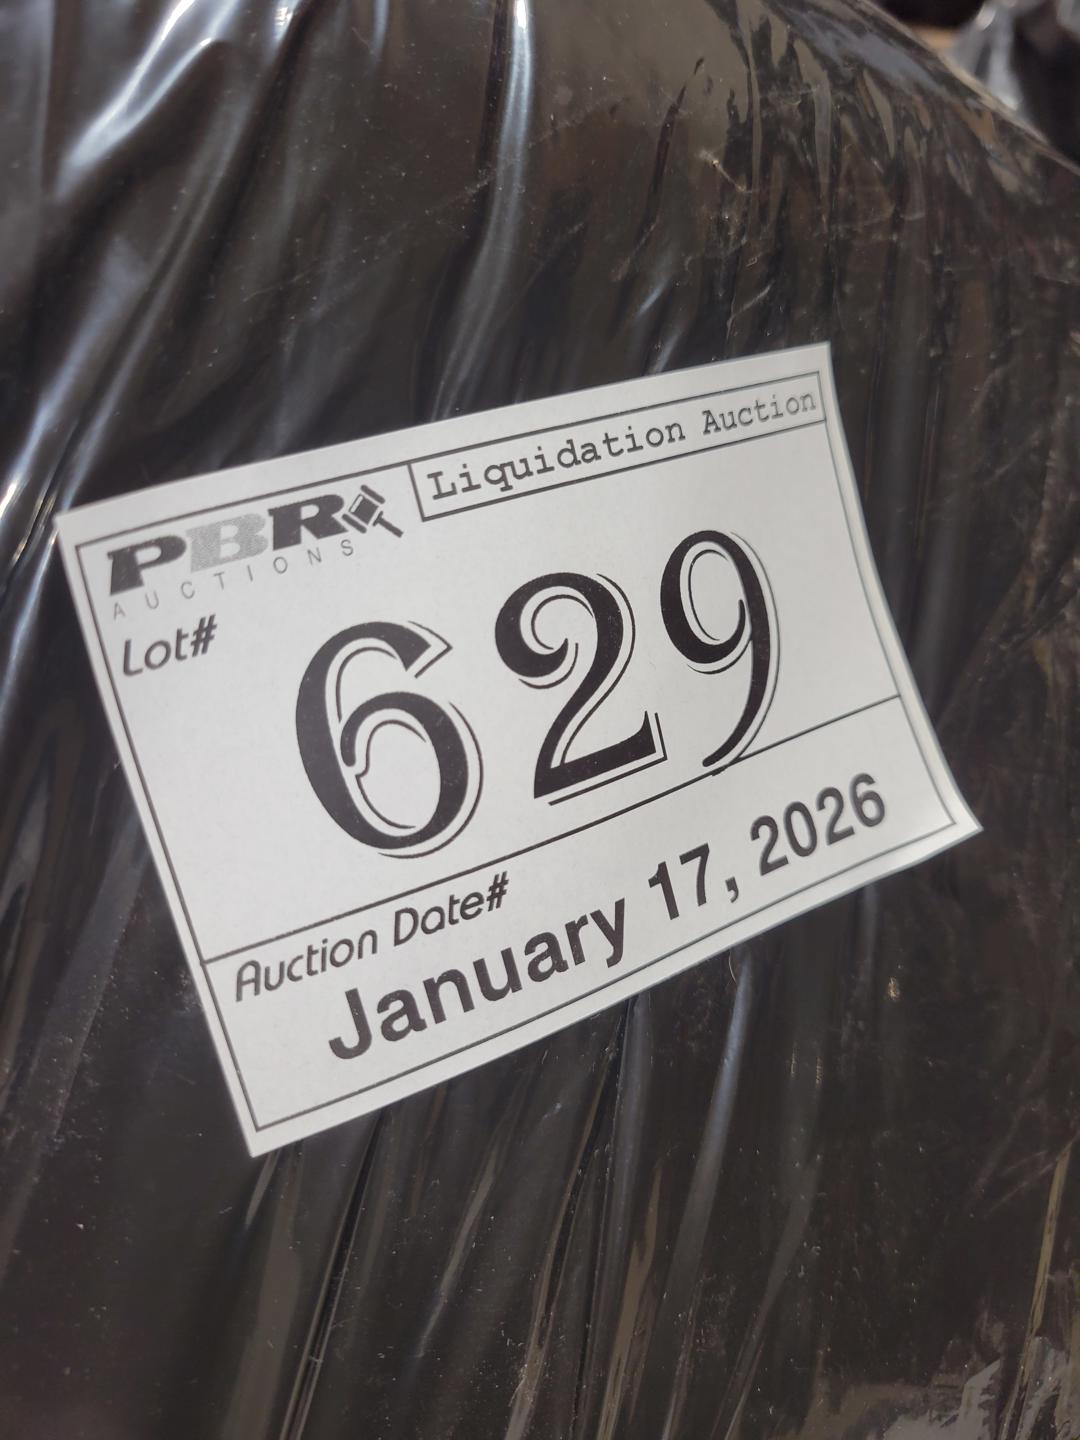 Liquidation Auction
PBR
AUCTIONS
Lot#
629
Auction Date#
January 17, 2026